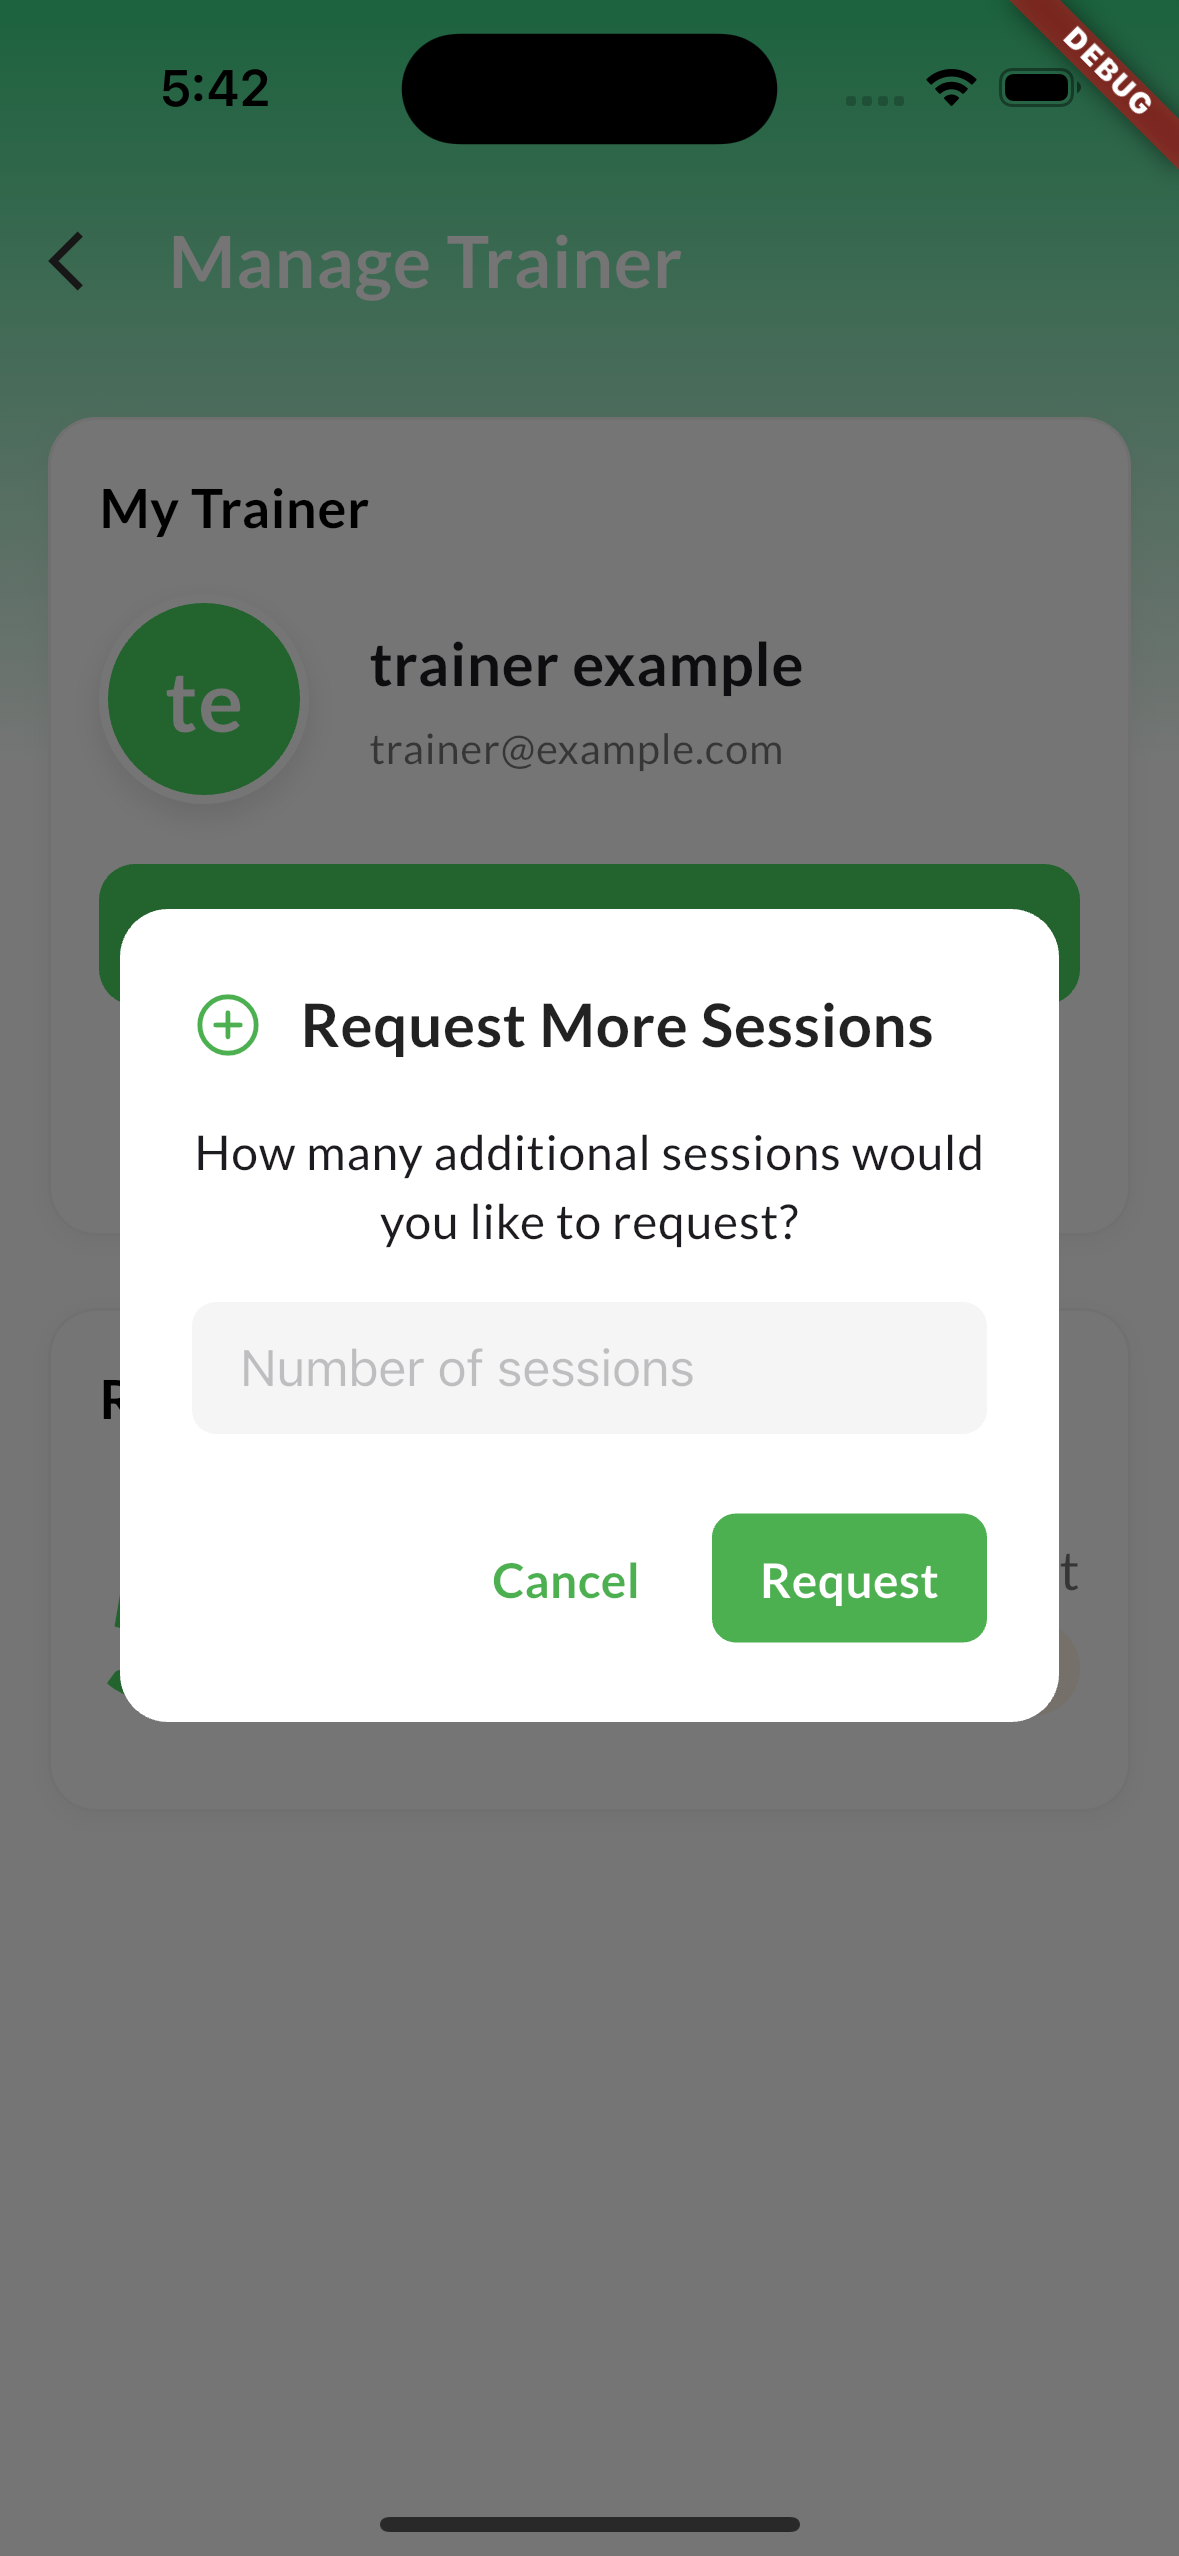 5:42
DEBUG
Manage Trainer
My Trainer
te
trainer example
trainer@example.com
Request More Sessions
How many additional sessions would
you like to request?
Number of sessions
Cancel
Request